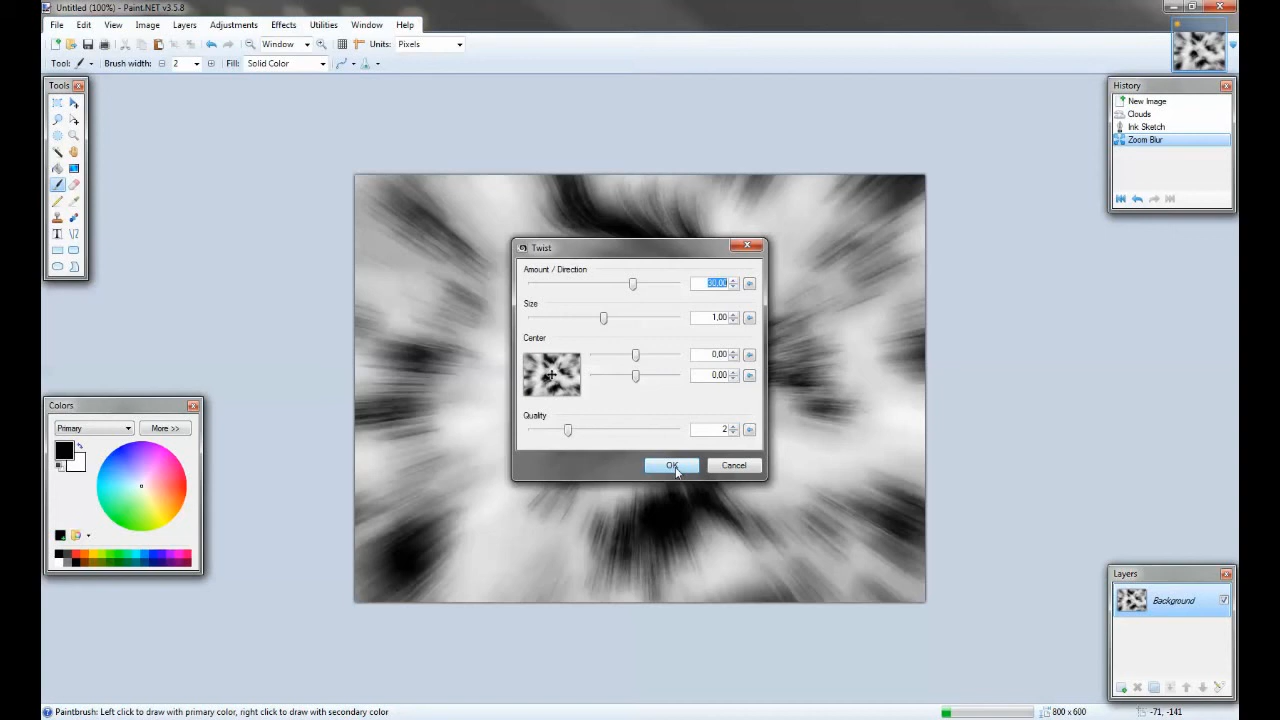 Untitled (100%) - Paint.NET v3.5.8
File Edit View Image Layers Adjustments Effects Utilities Window Help
Window Units: Pixels
Tool: Brush width: 2 Fill: Solid Color
Tools
History
New Image
Clouds
Ink Sketch
Zoom Blur
Twist
Amount / Direction
30,00
Size
1,00
Center
0,00
0,00
Quality
2
OK Cancel
Colors
Primary More >>
Layers
Background
Paintbrush: Left click to draw with primary color, right click to draw with secondary color
800 x 600
-71, -141